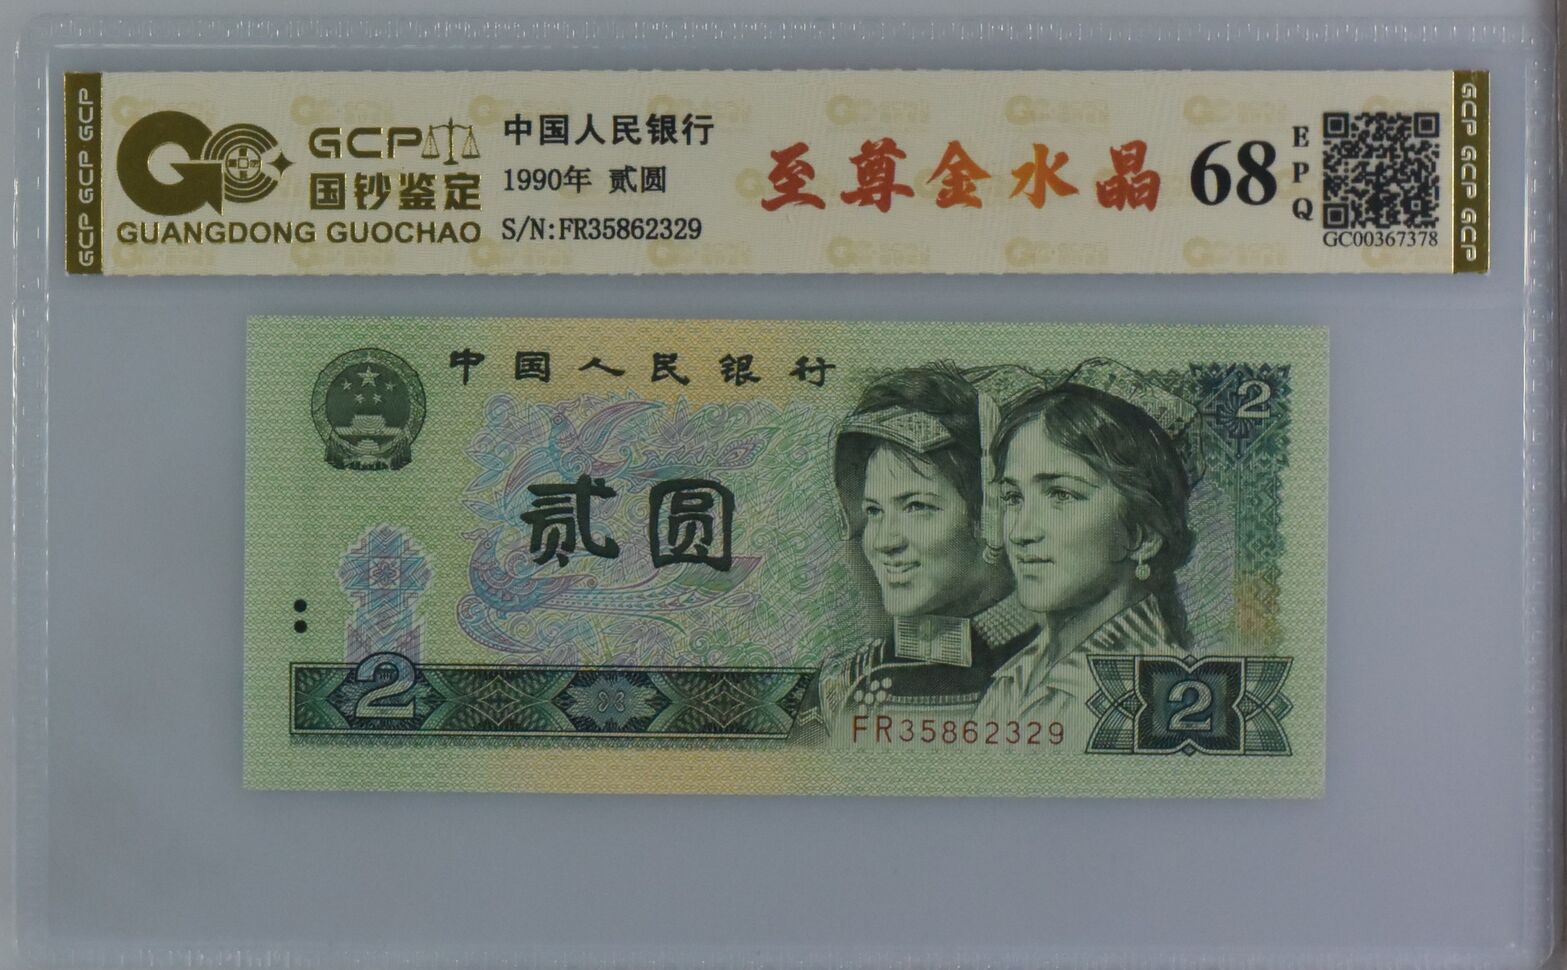 GCP GCP GCP
GCP
国钞鉴定
GUANGDONG GUOCHAO
中国人民银行
1990年 贰圆
S/N:FR35862329
至尊金水晶
68
EPQ
GC00367378
GCP GCP GCP
中国人民银行
2
贰圆
2
FR35862329
2